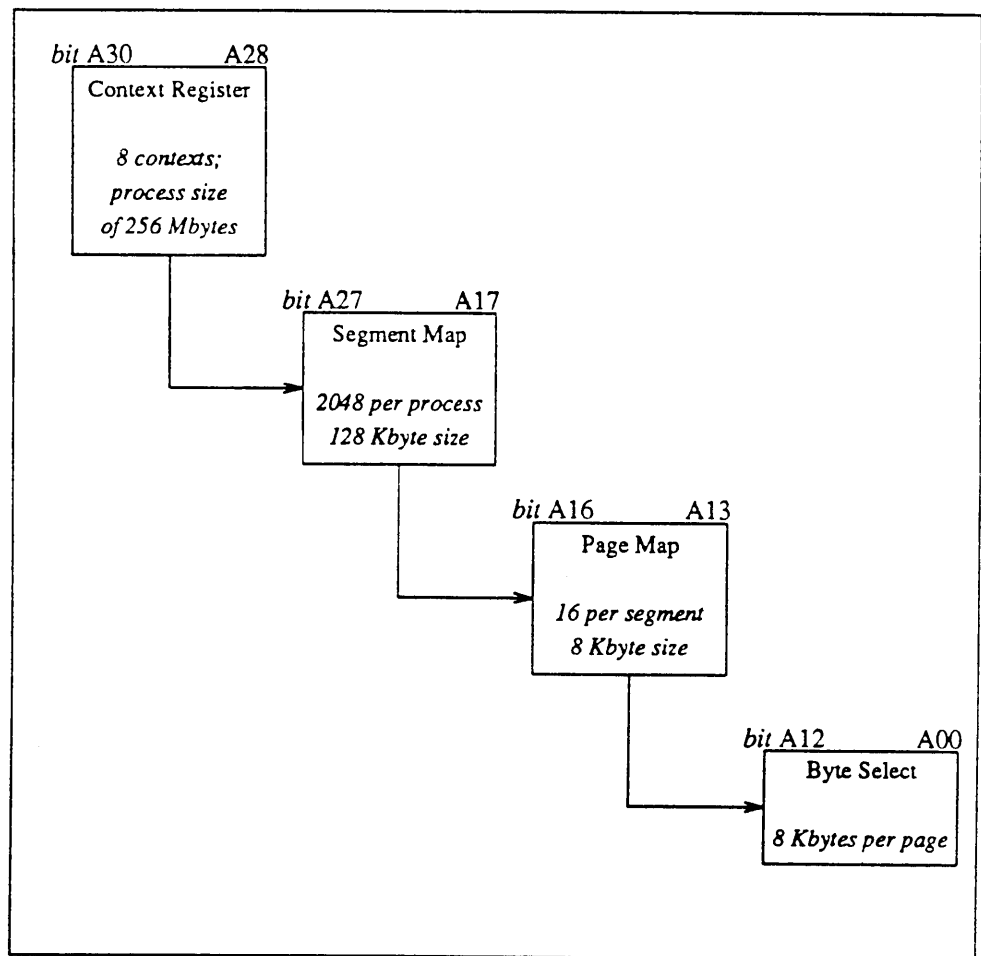 bit A30 A28
Context Register
8 contexts;
process size
of 256 Mbytes
bit A27 A17
Segment Map
2048 per process
128 Kbyte size
bit A16 A13
Page Map
16 per segment
8 Kbyte size
bit A12 A00
Byte Select
8 Kbytes per page